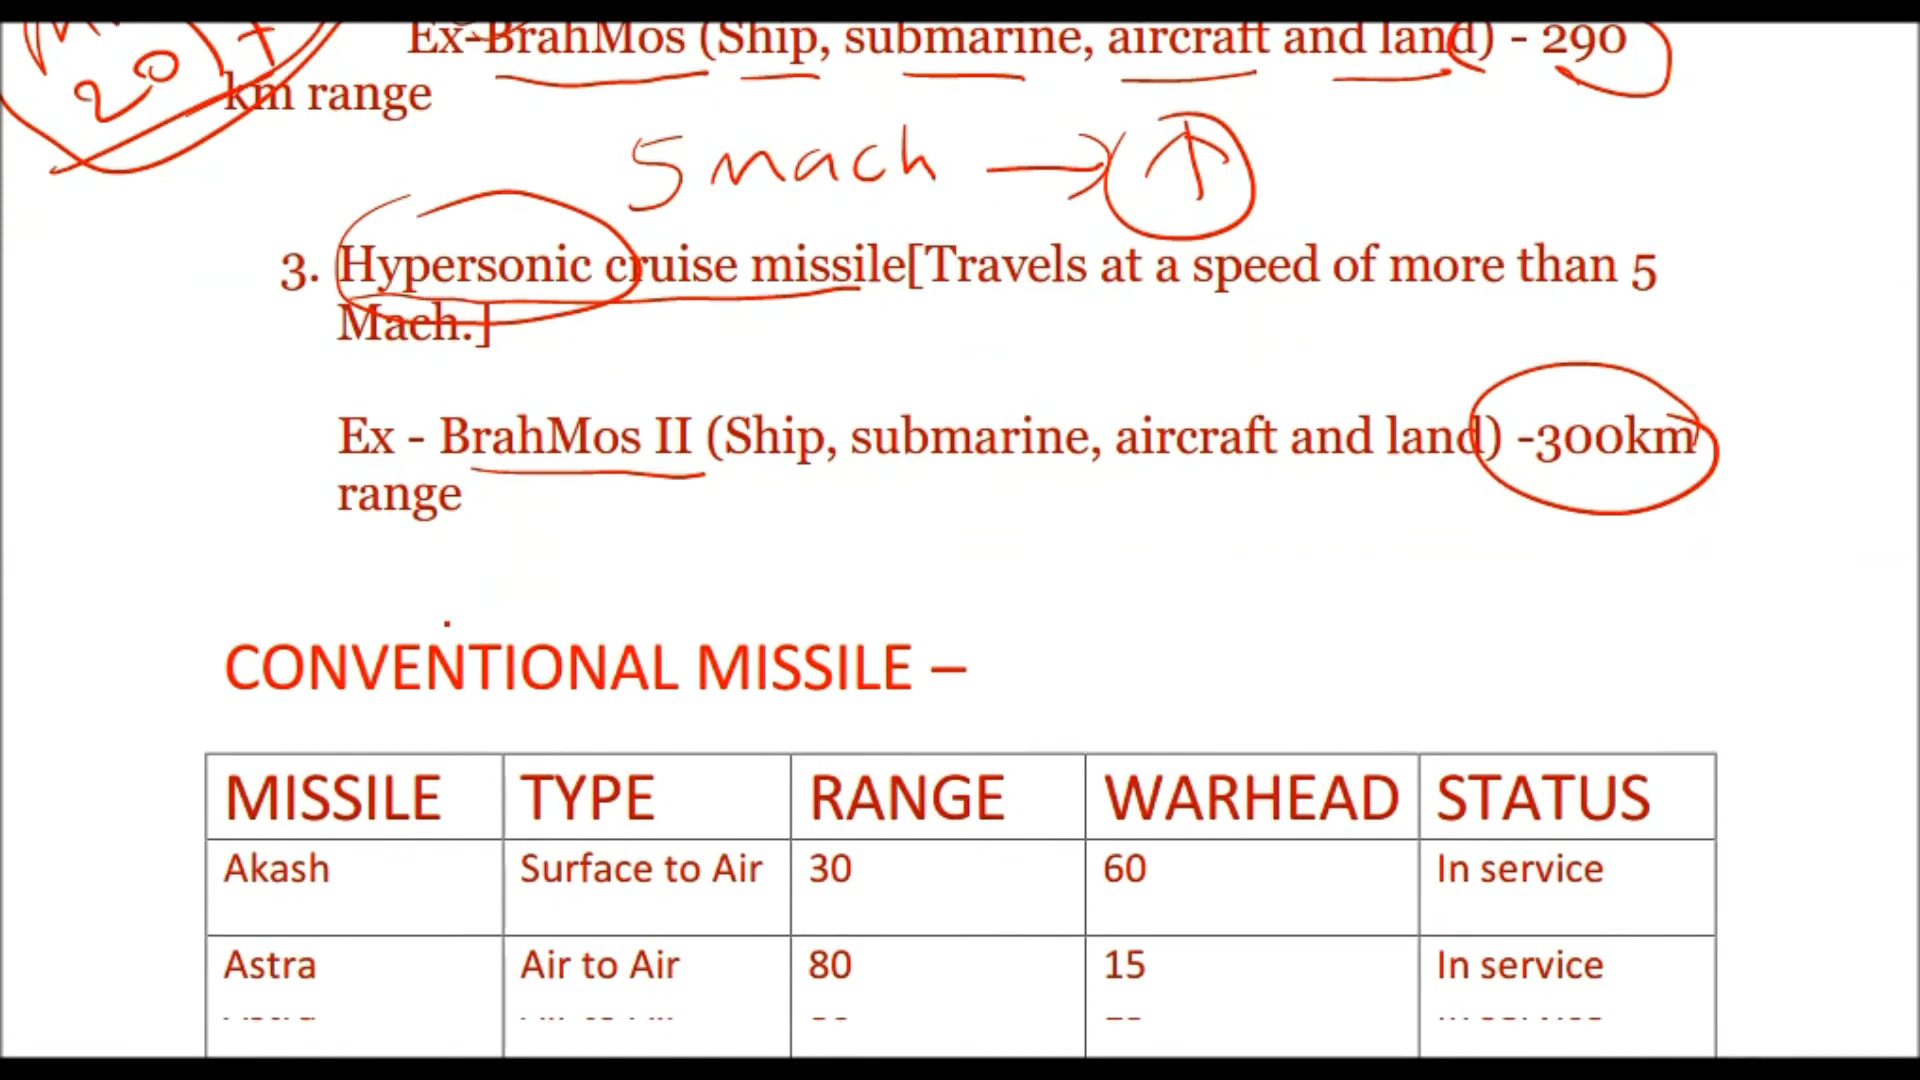 Ex-BrahMos (Ship, submarine, aircraft and land) - 290
20
km range
5 mach →
3. Hypersonic cruise missile[Travels at a speed of more than 5
Mach.]
Ex - BrahMos II (Ship, submarine, aircraft and land) -300km
range
CONVENTIONAL MISSILE –
MISSILE TYPE RANGE WARHEAD STATUS
Akash Surface to Air 30 60 In service
Astra Air to Air 80 15 In service